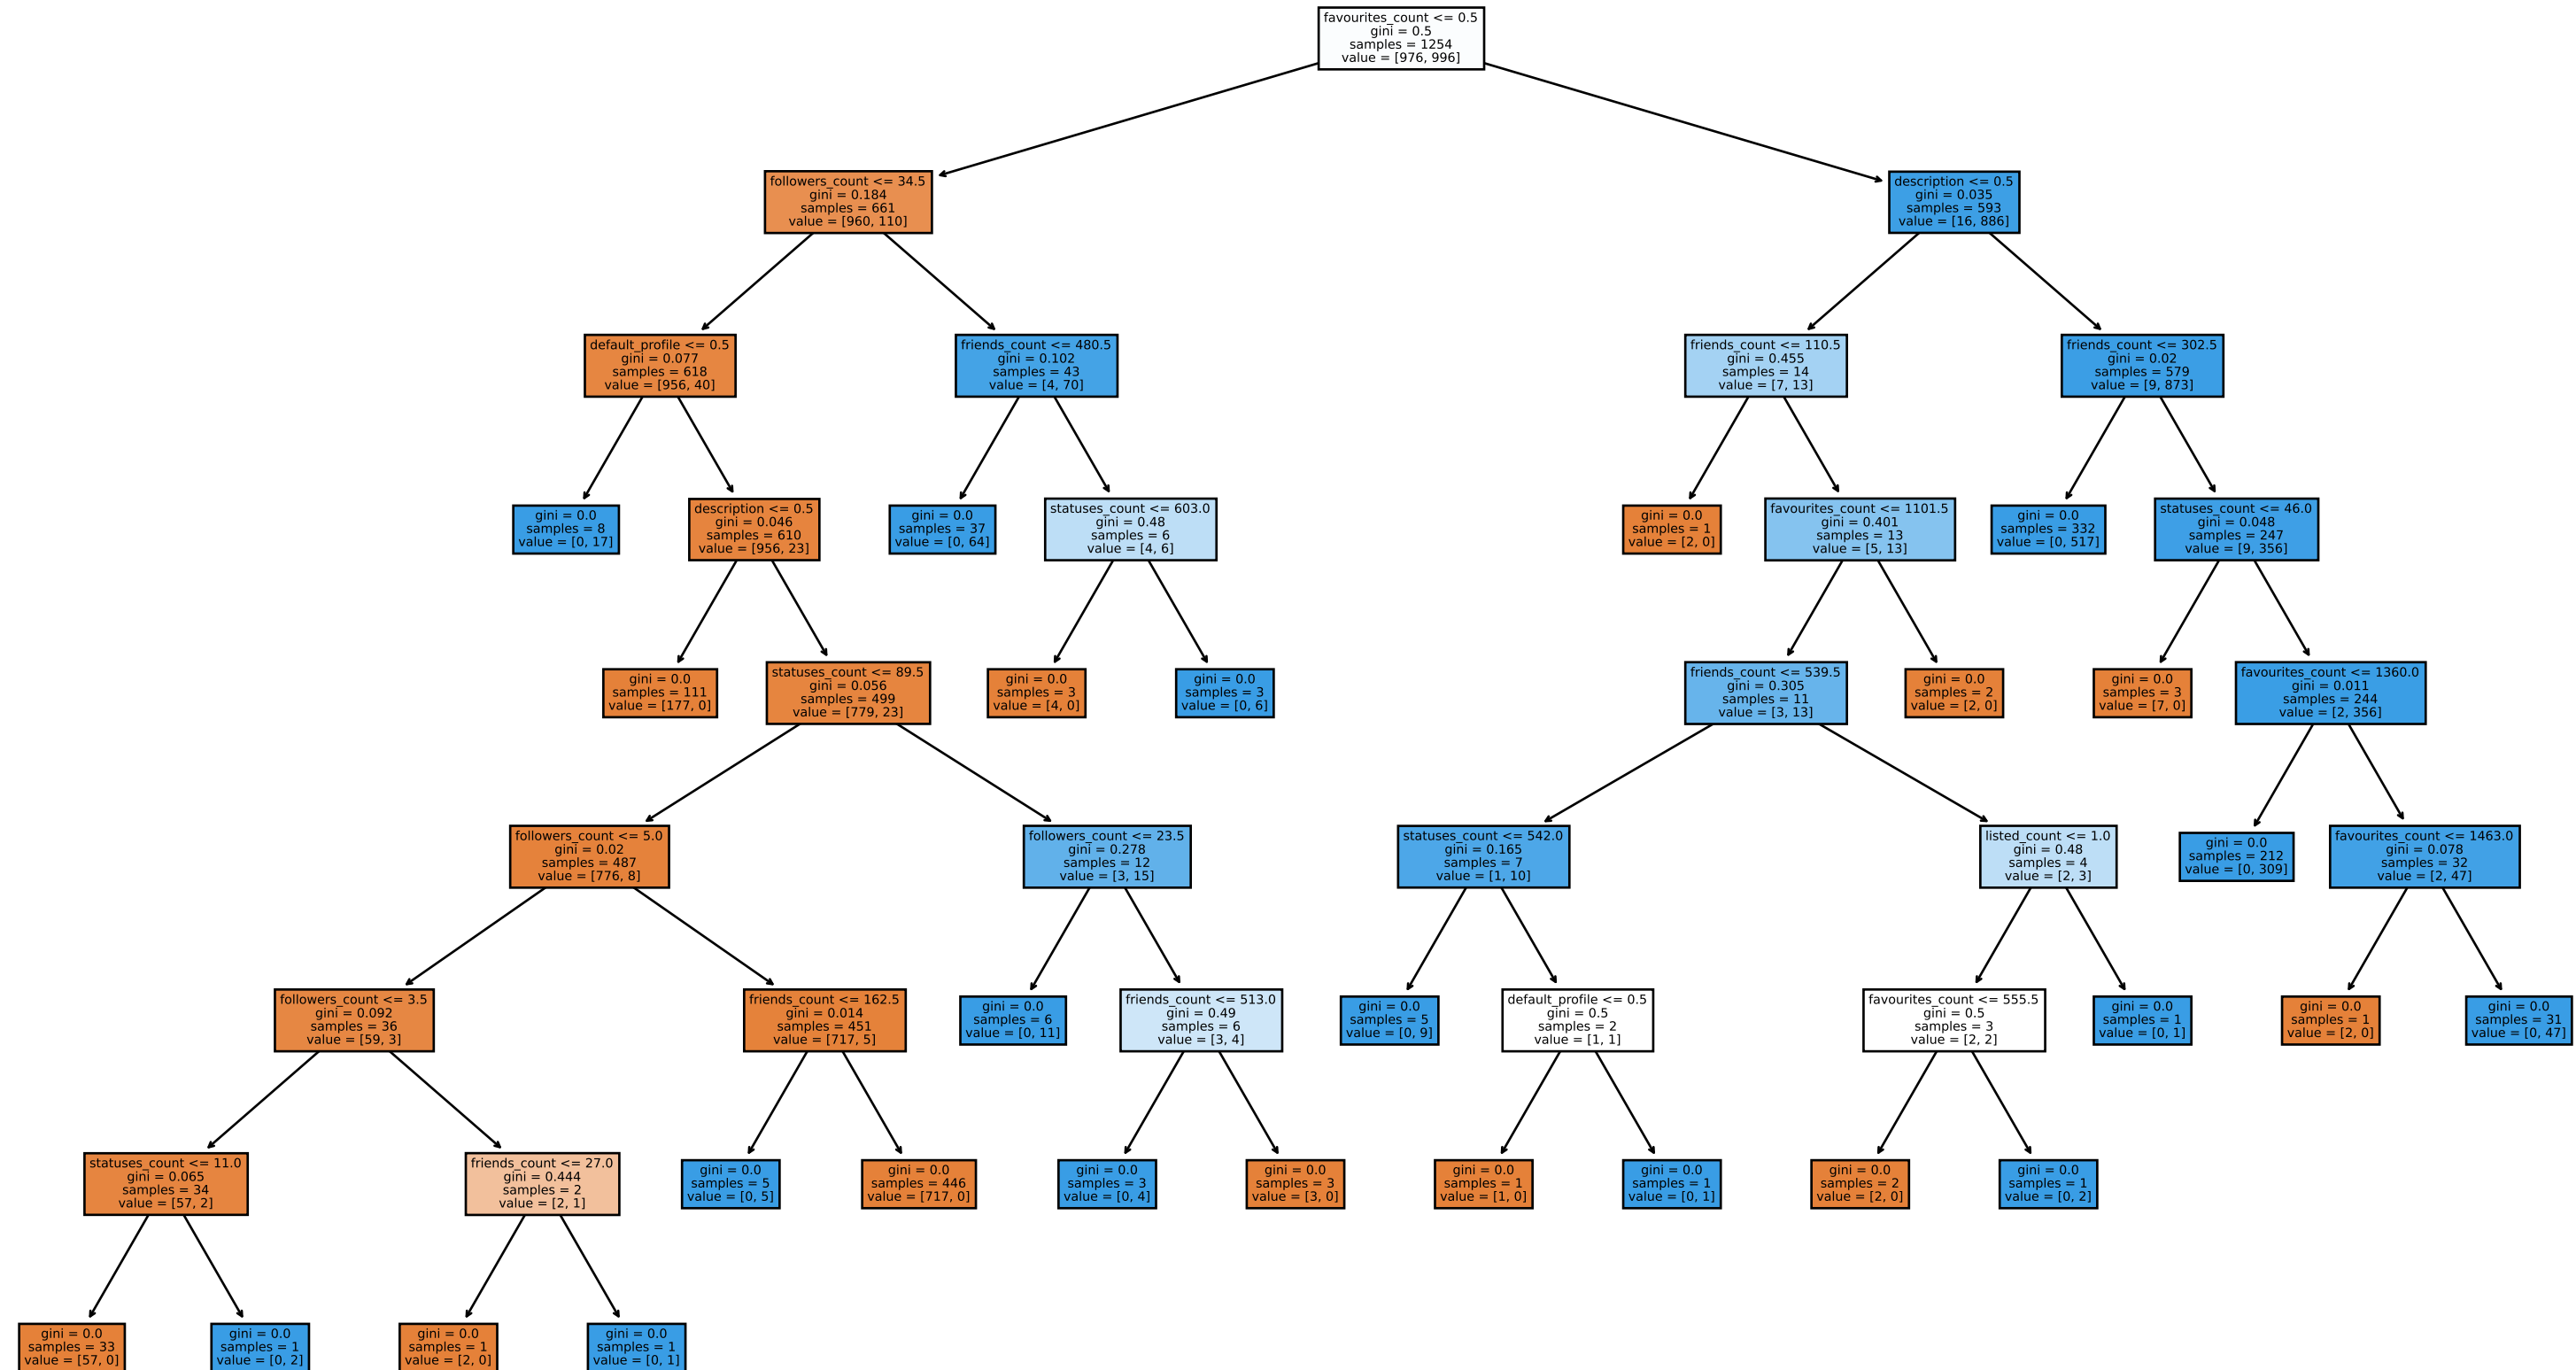 favourites_count <= 0.5
gini = 0.5
samples = 1254
value = [976, 996]
followers_count <= 34.5
gini = 0.184
samples = 661
value = [960, 110]
description <= 0.5
gini = 0.035
samples = 593
value = [16, 886]
default_profile <= 0.5
gini = 0.077
samples = 618
value = [956, 40]
friends_count <= 480.5
gini = 0.102
samples = 43
value = [4, 70]
friends_count <= 110.5
gini = 0.455
samples = 14
value = [7, 13]
friends_count <= 302.5
gini = 0.02
samples = 579
value = [9, 873]
gini = 0.0
samples = 8
value = [0, 17]
description <= 0.5
gini = 0.046
samples = 610
value = [956, 23]
gini = 0.0
samples = 37
value = [0, 64]
statuses_count <= 603.0
gini = 0.48
samples = 6
value = [4, 6]
gini = 0.0
samples = 1
value = [2, 0]
favourites_count <= 1101.5
gini = 0.401
samples = 13
value = [5, 13]
gini = 0.0
samples = 332
value = [0, 517]
statuses_count <= 46.0
gini = 0.048
samples = 247
value = [9, 356]
gini = 0.0
samples = 111
value = [177, 0]
statuses_count <= 89.5
gini = 0.056
samples = 499
value = [779, 23]
gini = 0.0
samples = 3
value = [4, 0]
gini = 0.0
samples = 3
value = [0, 6]
friends_count <= 539.5
gini = 0.305
samples = 11
value = [3, 13]
gini = 0.0
samples = 2
value = [2, 0]
gini = 0.0
samples = 3
value = [7, 0]
favourites_count <= 1360.0
gini = 0.011
samples = 244
value = [2, 356]
followers_count <= 5.0
gini = 0.02
samples = 487
value = [776, 8]
followers_count <= 23.5
gini = 0.278
samples = 12
value = [3, 15]
statuses_count <= 542.0
gini = 0.165
samples = 7
value = [1, 10]
listed_count <= 1.0
gini = 0.48
samples = 4
value = [2, 3]
gini = 0.0
samples = 212
value = [0, 309]
favourites_count <= 1463.0
gini = 0.078
samples = 32
value = [2, 47]
followers_count <= 3.5
gini = 0.092
samples = 36
value = [59, 3]
friends_count <= 162.5
gini = 0.014
samples = 451
value = [717, 5]
gini = 0.0
samples = 6
value = [0, 11]
friends_count <= 513.0
gini = 0.49
samples = 6
value = [3, 4]
gini = 0.0
samples = 5
value = [0, 9]
default_profile <= 0.5
gini = 0.5
samples = 2
value = [1, 1]
favourites_count <= 555.5
gini = 0.5
samples = 3
value = [2, 2]
gini = 0.0
samples = 1
value = [0, 1]
gini = 0.0
samples = 1
value = [2, 0]
gini = 0.0
samples = 31
value = [0, 47]
statuses_count <= 11.0
gini = 0.065
samples = 34
value = [57, 2]
friends_count <= 27.0
gini = 0.444
samples = 2
value = [2, 1]
gini = 0.0
samples = 5
value = [0, 5]
gini = 0.0
samples = 446
value = [717, 0]
gini = 0.0
samples = 3
value = [0, 4]
gini = 0.0
samples = 3
value = [3, 0]
gini = 0.0
samples = 1
value = [1, 0]
gini = 0.0
samples = 1
value = [0, 1]
gini = 0.0
samples = 2
value = [2, 0]
gini = 0.0
samples = 1
value = [0, 2]
gini = 0.0
samples = 33
value = [57, 0]
gini = 0.0
samples = 1
value = [0, 2]
gini = 0.0
samples = 1
value = [2, 0]
gini = 0.0
samples = 1
value = [0, 1]